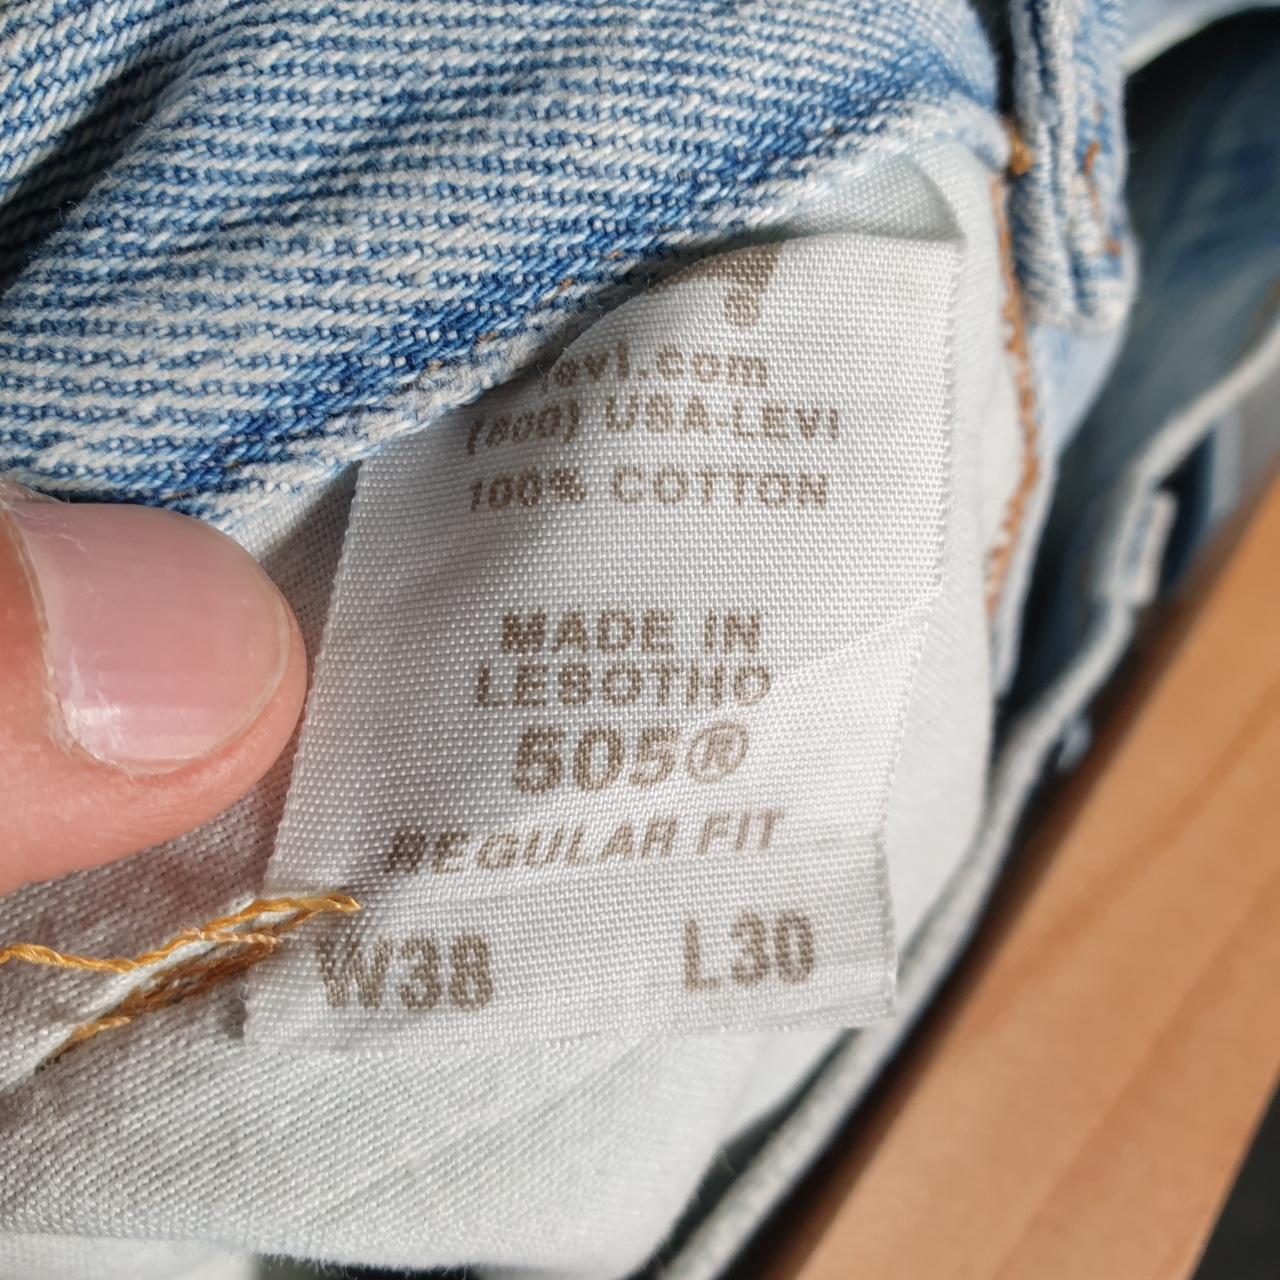 levi.com
(800) USA-LEVI
100% COTTON
MADE IN
LESOTHO
505®
REGULAR FIT
W38 L30